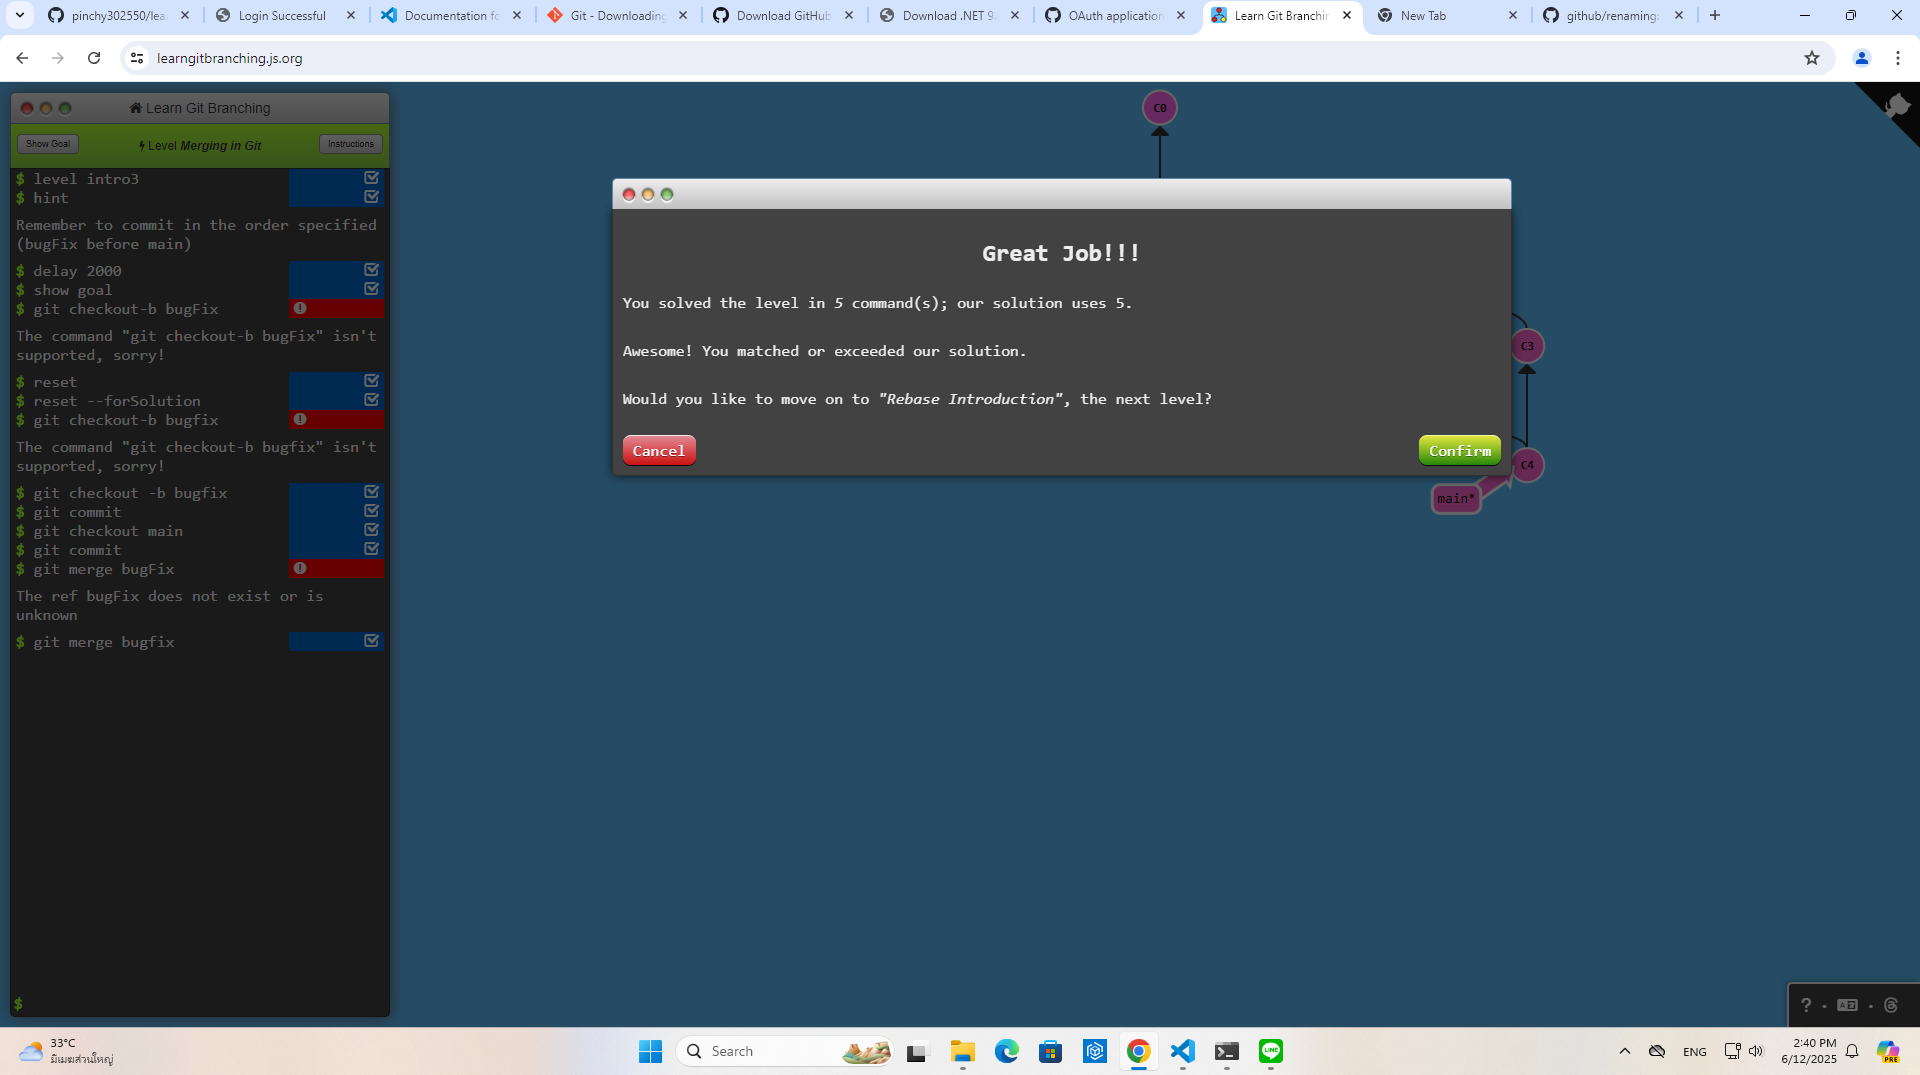 pinchy302550/lea
Login Successful
Documentation fo
Git - Downloading
Download GitHub
Download .NET 9.
OAuth application
Learn Git Branchin
New Tab
github/renaming:
learngitbranching.js.org
Learn Git Branching
Show Goal
Level Merging in Git
Instructions
$ level intro3
$ hint
Remember to commit in the order specified
(bugFix before main)
$ delay 2000
$ show goal
$ git checkout-b bugFix
The command "git checkout-b bugFix" isn't
supported, sorry!
$ reset
$ reset --forSolution
$ git checkout-b bugfix
The command "git checkout-b bugfix" isn't
supported, sorry!
$ git checkout -b bugfix
$ git commit
$ git checkout main
$ git commit
$ git merge bugFix
The ref bugFix does not exist or is
unknown
$ git merge bugfix
$
C0
Great Job!!!
You solved the level in 5 command(s); our solution uses 5.
Awesome! You matched or exceeded our solution.
Would you like to move on to "Rebase Introduction", the next level?
Cancel
Confirm
C3
C4
main*
33°C
มีเมฆส่วนใหญ่
Search
ENG
2:40 PM
6/12/2025
PRE